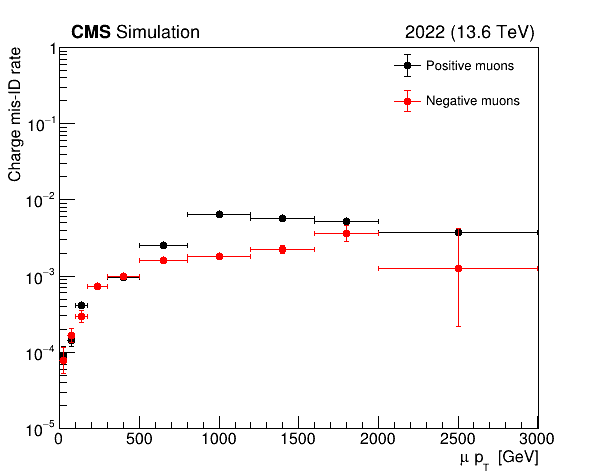 CMS Simulation 2022 (13.6 TeV)
Charge mis-ID rate
1
10⁻¹
10⁻²
10⁻³
10⁻⁴
10⁻⁵
Positive muons
Negative muons
0 500 1000 1500 2000 2500 3000
μ p_T [GeV]